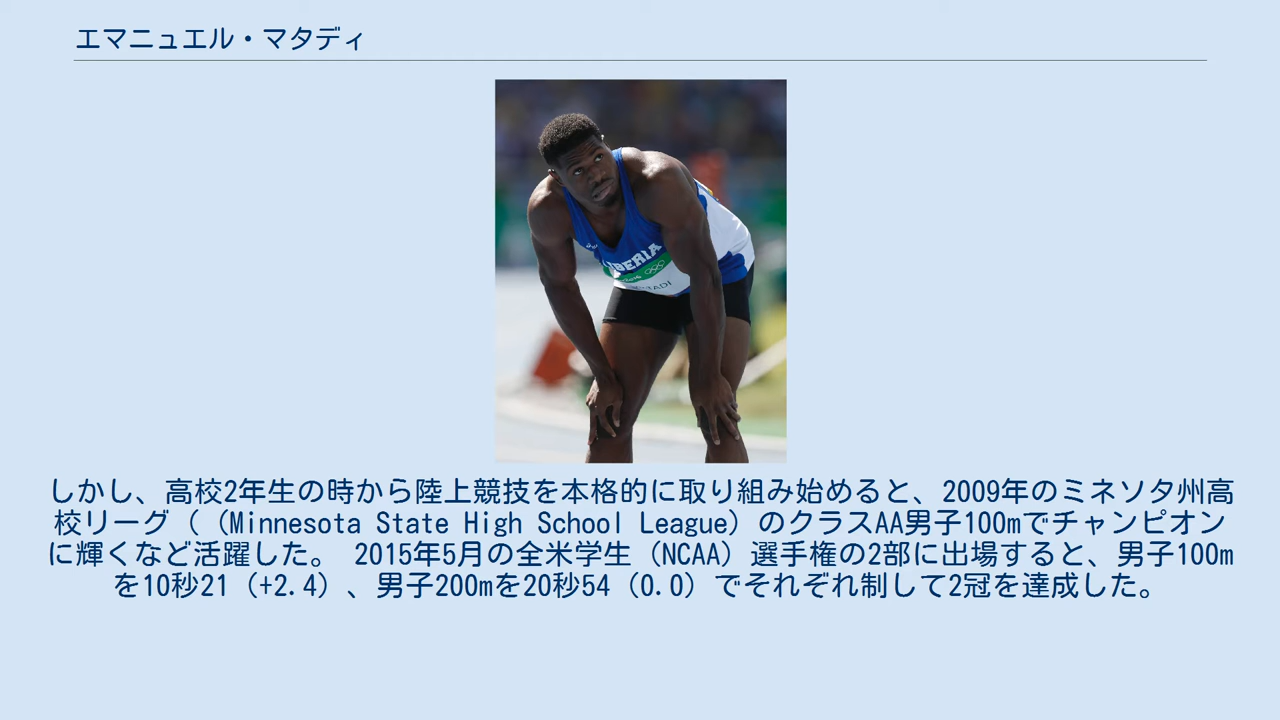 エマニュエル・マタディ
しかし、高校2年生の時から陸上競技を本格的に取り組み始めると、2009年のミネソタ州高
校リーグ（（Minnesota State High School League）のクラスAA男子100mでチャンピオン
に輝くなど活躍した。 2015年5月の全米学生（NCAA）選手権の2部に出場すると、男子100m
を10秒21（+2.4）、男子200mを20秒54（0.0）でそれぞれ制して2冠を達成した。